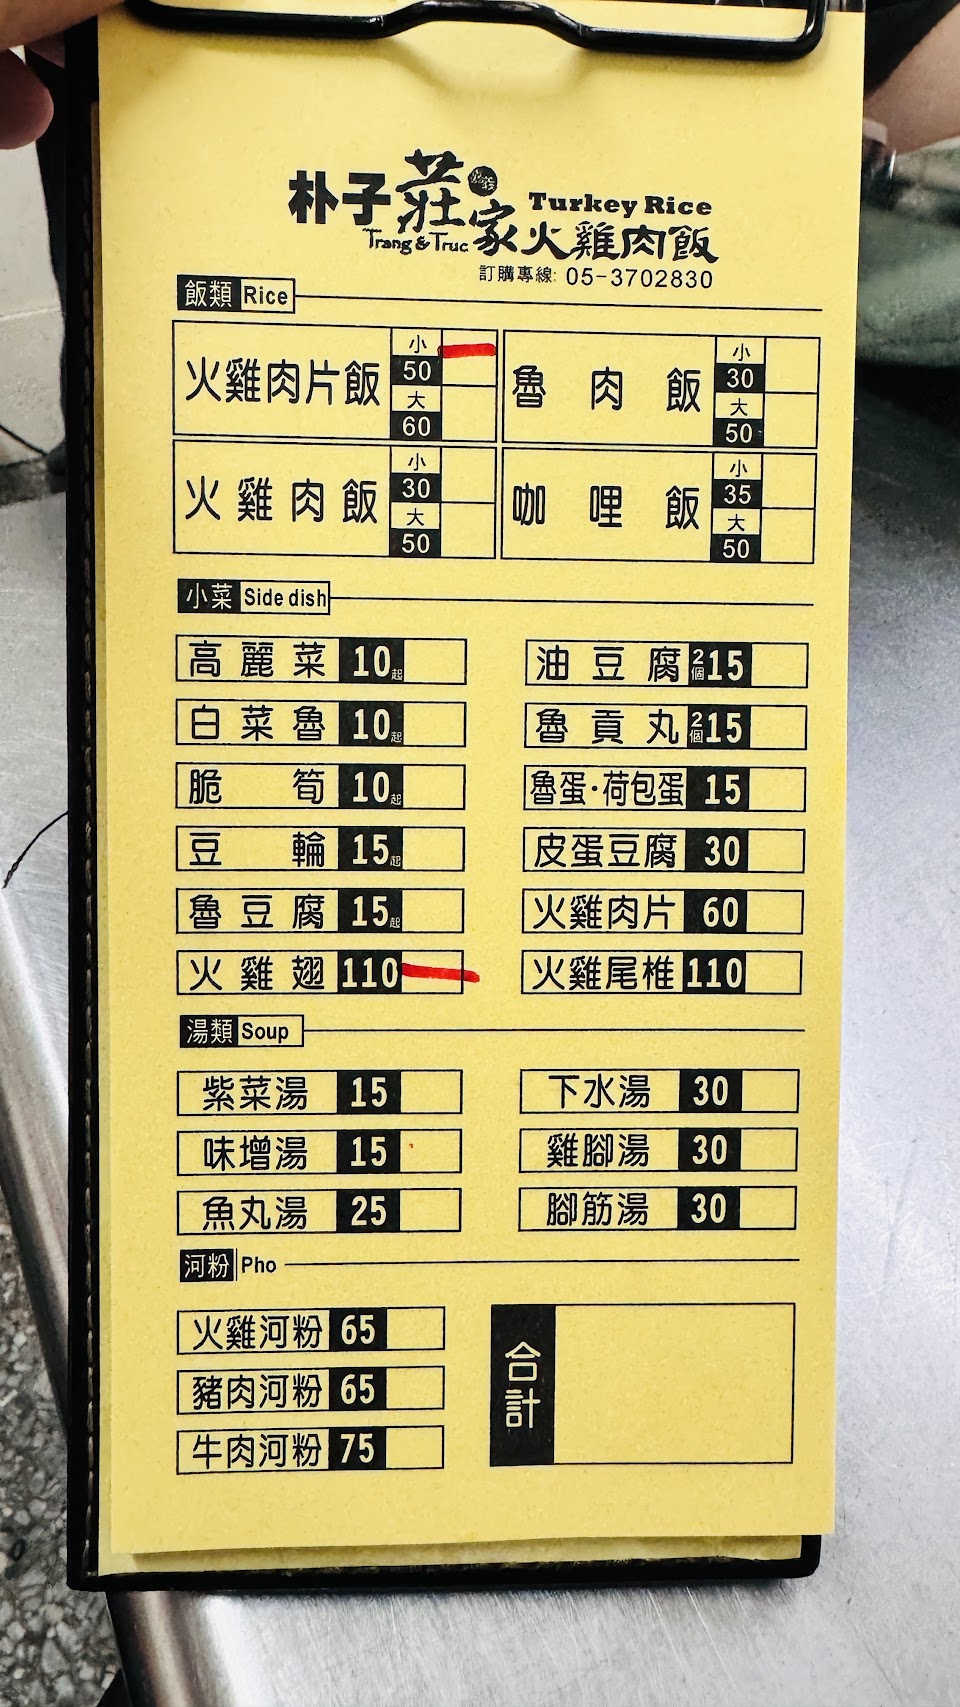 朴子莊家火雞肉飯
Turkey Rice
Trang & Truc
訂購專線: 05-3702830
飯類 Rice
火雞肉片飯 小 50 大 60
魯肉飯 小 30 大 50
火雞肉飯 小 30 大 50
咖哩飯 小 35 大 50
小菜 Side dish
高麗菜 10起
油豆腐 2個15
白菜魯 10起
魯貢丸 2個15
脆筍 10起
魯蛋·荷包蛋 15
豆輪 15起
皮蛋豆腐 30
魯豆腐 15起
火雞肉片 60
火雞翅 110
火雞尾椎 110
湯類 Soup
紫菜湯 15
下水湯 30
味增湯 15
雞腳湯 30
魚丸湯 25
腳筋湯 30
河粉 Pho
火雞河粉 65
豬肉河粉 65
牛肉河粉 75
合計